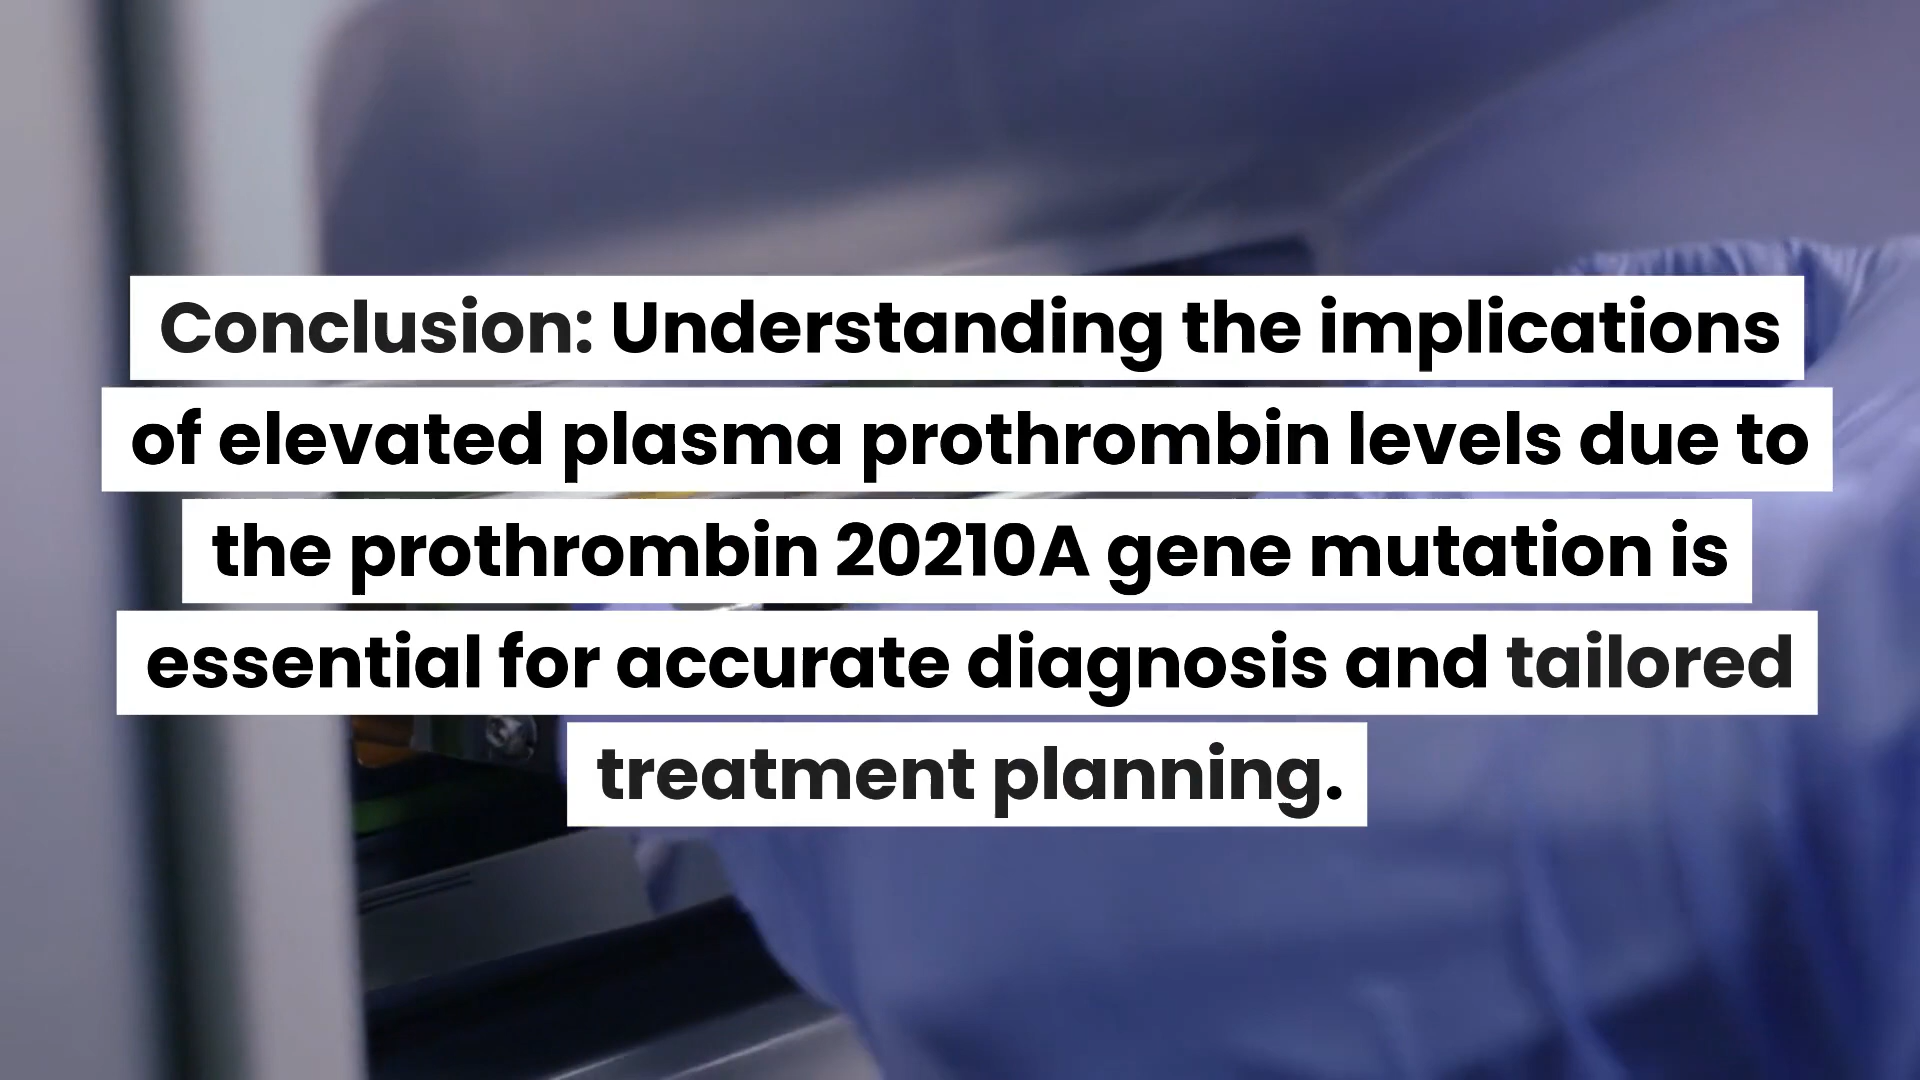 Conclusion: Understanding the implications
of elevated plasma prothrombin levels due to
the prothrombin 20210A gene mutation is
essential for accurate diagnosis and tailored
treatment planning.